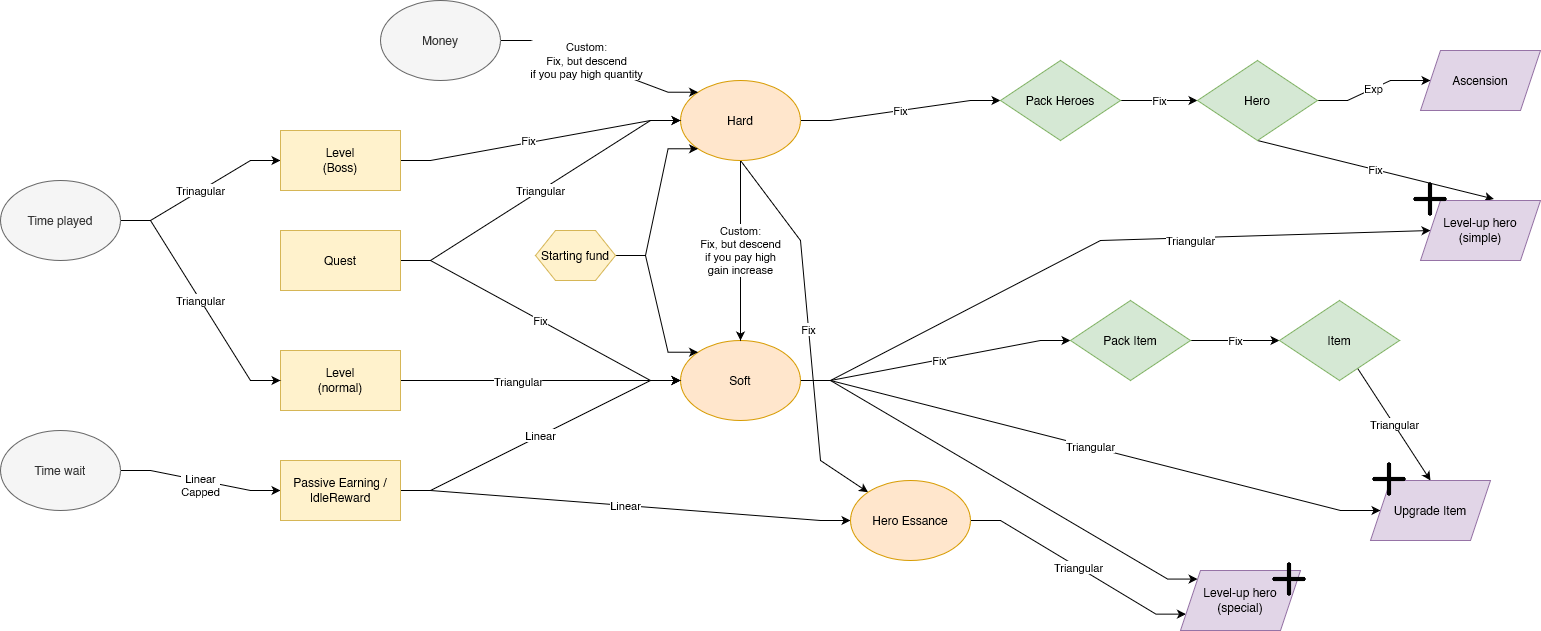 Money
Custom:
Fix, but descend
if you pay high quantity
Hard
Fix
Pack Heroes
Fix
Hero
Exp
Ascension
Fix
Level
(Boss)
Fix
Time played
Trinagular
Triangular
Triangular
Quest
Fix
Starting fund
Custom:
Fix, but descend
if you pay high
gain increase
Fix
Triangular
Level-up hero
(simple)
Level
(normal)
Triangular
Soft
Fix
Pack Item
Fix
Item
Triangular
Triangular
Upgrade Item
Time wait
Linear
Capped
Passive Earning /
IdleReward
Linear
Linear
Hero Essance
Triangular
Level-up hero
(special)